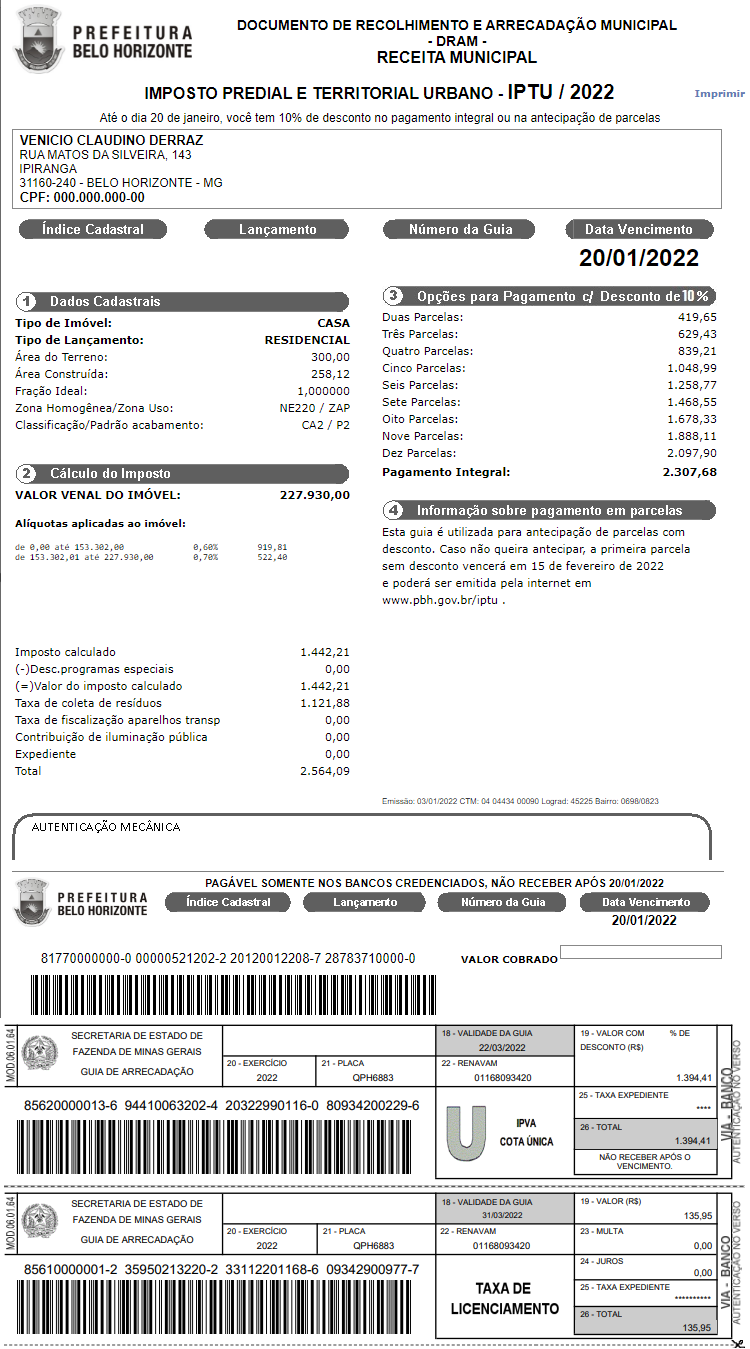 PREFEITURA
BELO HORIZONTE
DOCUMENTO DE RECOLHIMENTO E ARRECADAÇÃO MUNICIPAL
- DRAM -
RECEITA MUNICIPAL
IMPOSTO PREDIAL E TERRITORIAL URBANO - IPTU / 2022
Imprimir
Até o dia 20 de janeiro, você tem 10% de desconto no pagamento integral ou na antecipação de parcelas
VENICIO CLAUDINO DERRAZ
RUA MATOS DA SILVEIRA, 143
IPIRANGA
31160-240 - BELO HORIZONTE - MG
CPF: 000.000.000-00
Índice Cadastral Lançamento Número da Guia Data Vencimento
20/01/2022
1 Dados Cadastrais
Tipo de Imóvel: CASA
Tipo de Lançamento: RESIDENCIAL
Área do Terreno: 300,00
Área Construída: 258,12
Fração Ideal: 1,000000
Zona Homogênea/Zona Uso: NE220 / ZAP
Classificação/Padrão acabamento: CA2 / P2
2 Cálculo do Imposto
VALOR VENAL DO IMÓVEL: 227.930,00
Alíquotas aplicadas ao imóvel:
de 0,00 até 153.302,00 0,60% 919,81
de 153.302,01 até 227.930,00 0,70% 522,40
Imposto calculado 1.442,21
(-)Desc.programas especiais 0,00
(=)Valor do imposto calculado 1.442,21
Taxa de coleta de resíduos 1.121,88
Taxa de fiscalização aparelhos transp 0,00
Contribuição de iluminação pública 0,00
Expediente 0,00
Total 2.564,09
3 Opções para Pagamento c/ Desconto de 10%
Duas Parcelas: 419,65
Três Parcelas: 629,43
Quatro Parcelas: 839,21
Cinco Parcelas: 1.048,99
Seis Parcelas: 1.258,77
Sete Parcelas: 1.468,55
Oito Parcelas: 1.678,33
Nove Parcelas: 1.888,11
Dez Parcelas: 2.097,90
Pagamento Integral: 2.307,68
4 Informação sobre pagamento em parcelas
Esta guia é utilizada para antecipação de parcelas com
desconto. Caso não queira antecipar, a primeira parcela
sem desconto vencerá em 15 de fevereiro de 2022
e poderá ser emitida pela internet em
www.pbh.gov.br/iptu .
Emissão: 03/01/2022 CTM: 04 04434 00090 Lograd: 45225 Bairro: 0698/0823
AUTENTICAÇÃO MECÂNICA
PREFEITURA
BELO HORIZONTE
PAGÁVEL SOMENTE NOS BANCOS CREDENCIADOS, NÃO RECEBER APÓS 20/01/2022
Índice Cadastral Lançamento Número da Guia Data Vencimento
20/01/2022
81770000000-0 00000521202-2 20120012208-7 28783710000-0
VALOR COBRADO
MOD.06.01.64
SECRETARIA DE ESTADO DE
FAZENDA DE MINAS GERAIS
GUIA DE ARRECADAÇÃO
20 - EXERCÍCIO
2022
21 - PLACA
QPH6883
18 - VALIDADE DA GUIA
22/03/2022
22 - RENAVAM
01168093420
19 - VALOR COM % DE
DESCONTO (R$)
1.394,41
85620000013-6 94410063202-4 20322990116-0 80934200229-6
U
IPVA
COTA ÚNICA
25 - TAXA EXPEDIENTE
****
26 - TOTAL
1.394,41
NÃO RECEBER APÓS O
VENCIMENTO.
VIA - BANCO
AUTENTICAÇÃO NO VERSO
MOD.06.01.64
SECRETARIA DE ESTADO DE
FAZENDA DE MINAS GERAIS
GUIA DE ARRECADAÇÃO
20 - EXERCÍCIO
2022
21 - PLACA
QPH6883
18 - VALIDADE DA GUIA
31/03/2022
22 - RENAVAM
01168093420
19 - VALOR (R$)
135,95
23 - MULTA
0,00
85610000001-2 35950213220-2 33112201168-6 09342900977-7
TAXA DE
LICENCIAMENTO
24 - JUROS
0,00
25 - TAXA EXPEDIENTE
**********
26 - TOTAL
135,95
VIA - BANCO
AUTENTICAÇÃO NO VERSO